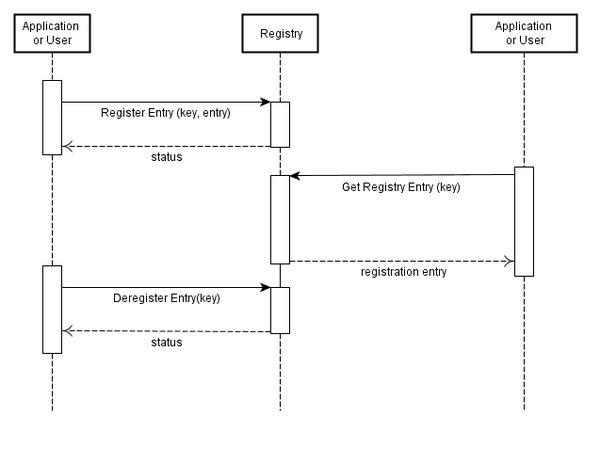 Application
or User
Registry
Application
or User
Register Entry (key, entry)
status
Get Registry Entry (key)
registration entry
Deregister Entry(key)
status